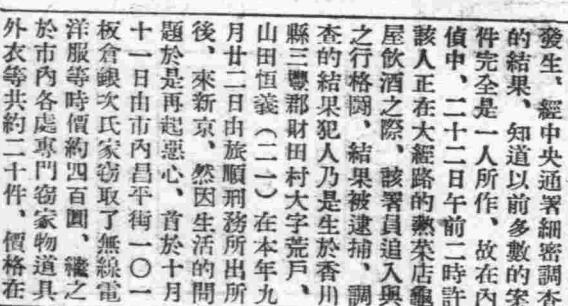 發生、經中央通署細密調查
的結果、知道以前多數的案
件完全是一人所作、故在內
偵中、二十二日午前二時許
該人正在大經路的熱菜店龜
屋飲酒之際、該署員追入與
之行格鬪、結果被逮捕、調
查的結果犯人乃是生於香川
縣三豐郡財田村大字荒戶、
山田恒義（二一）在本年九
月廿二日由旅順刑務所出所
後、來新京、然因生活的問
題於是再起惡心、首於十月
十一日由市內昌平街一〇一
板倉銀次氏家窃取了無線電
洋服等時價約四百圓、繼之
於市內各處專門窃家物道具
外衣等共約二十件、價格在